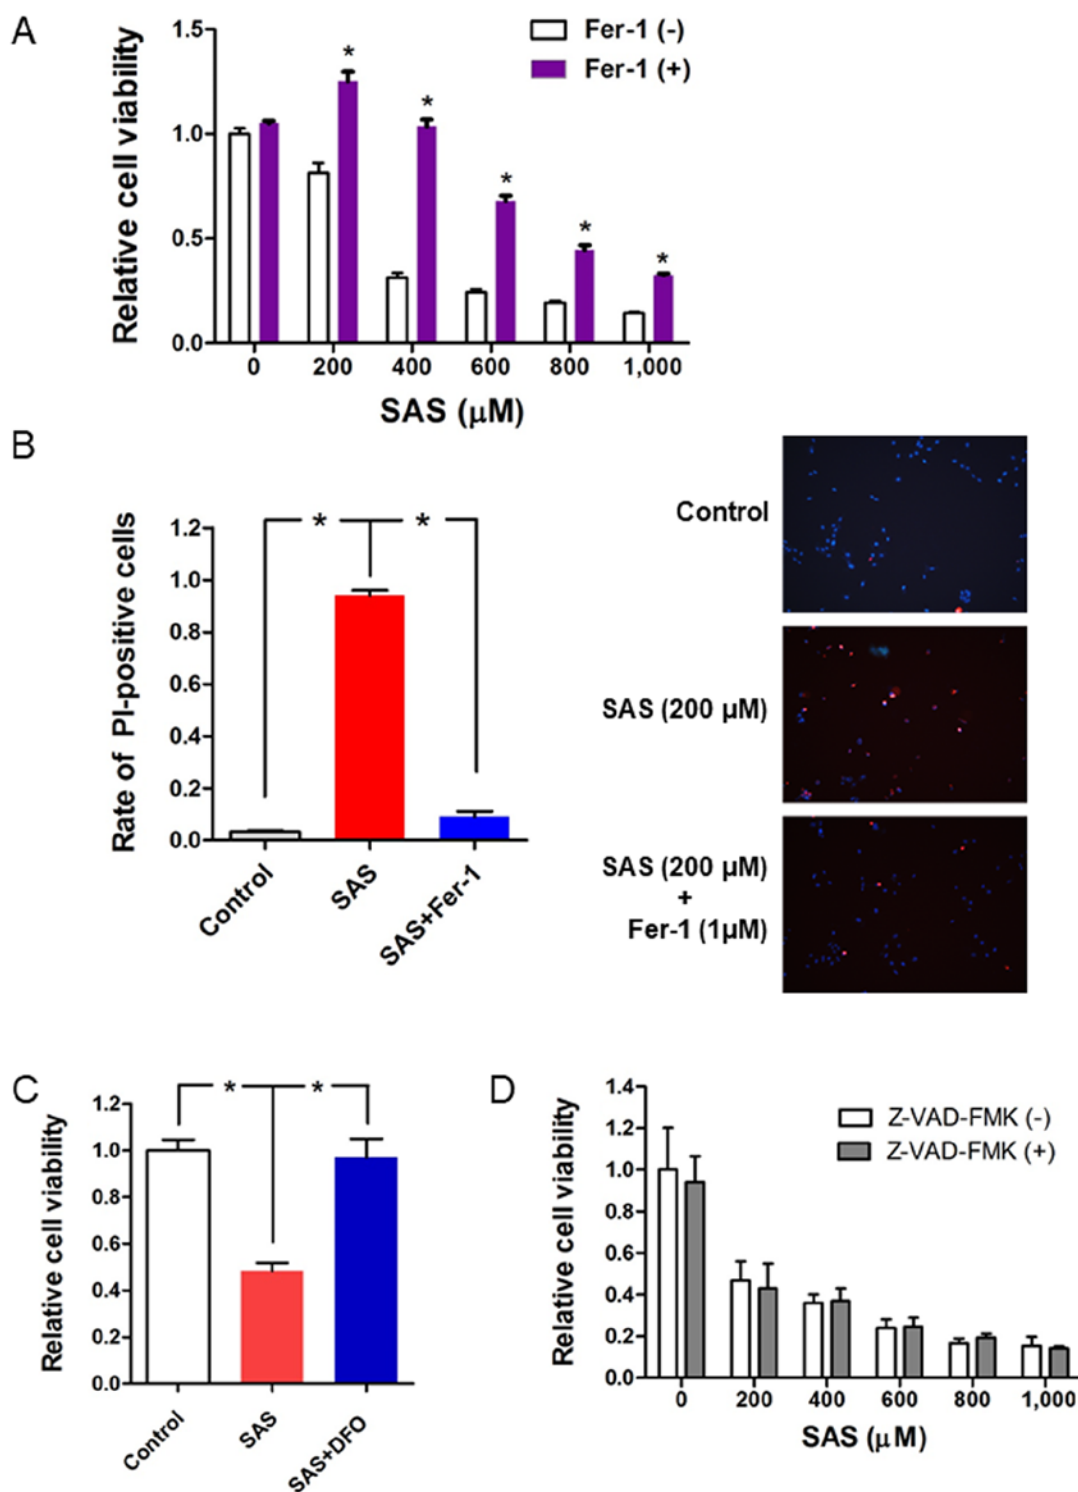 A
Relative cell viability
1.5
1.0
0.5
0.0
Fer-1 (-)
Fer-1 (+)
*
*
*
*
*
0
200
400
600
800
1,000
SAS (μM)
B
Rate of PI-positive cells
1.2
1.0
0.8
0.6
0.4
0.2
0.0
*
*
Control
SAS
SAS+Fer-1
Control
SAS (200 μM)
SAS (200 μM)
+
Fer-1 (1μM)
C
Relative cell viability
1.2
1.0
0.8
0.6
0.4
0.2
0.0
*
*
Control
SAS
SAS+DFO
D
Relative cell viability
1.4
1.2
1.0
0.8
0.6
0.4
0.2
0.0
Z-VAD-FMK (-)
Z-VAD-FMK (+)
0
200
400
600
800
1,000
SAS (μM)